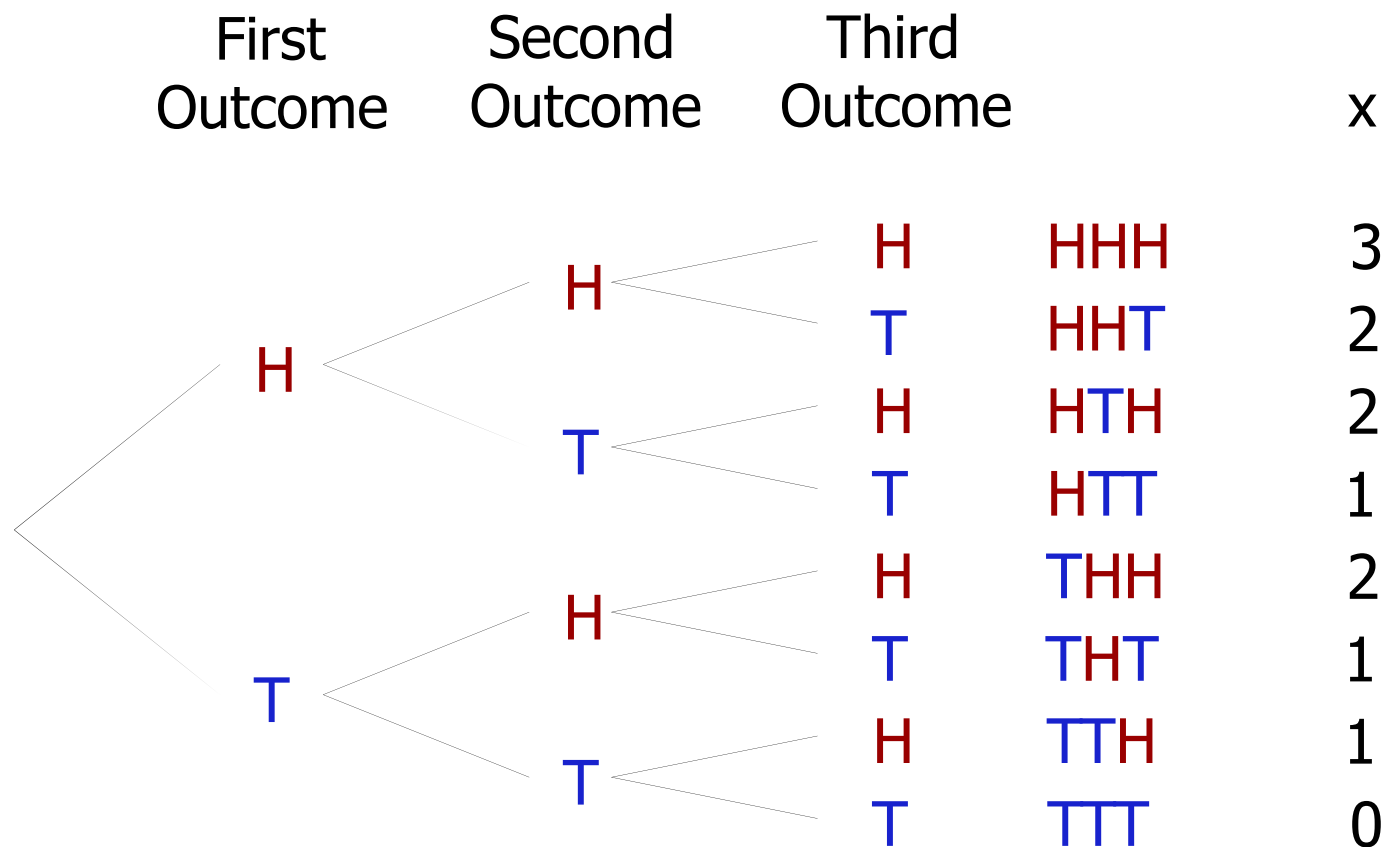 First Second Third
Outcome Outcome Outcome x
H HHH 3
H
T HHT 2
H
H HTH 2
T
T HTT 1
H THH 2
H
T THT 1
T
H TTH 1
T
T TTT 0